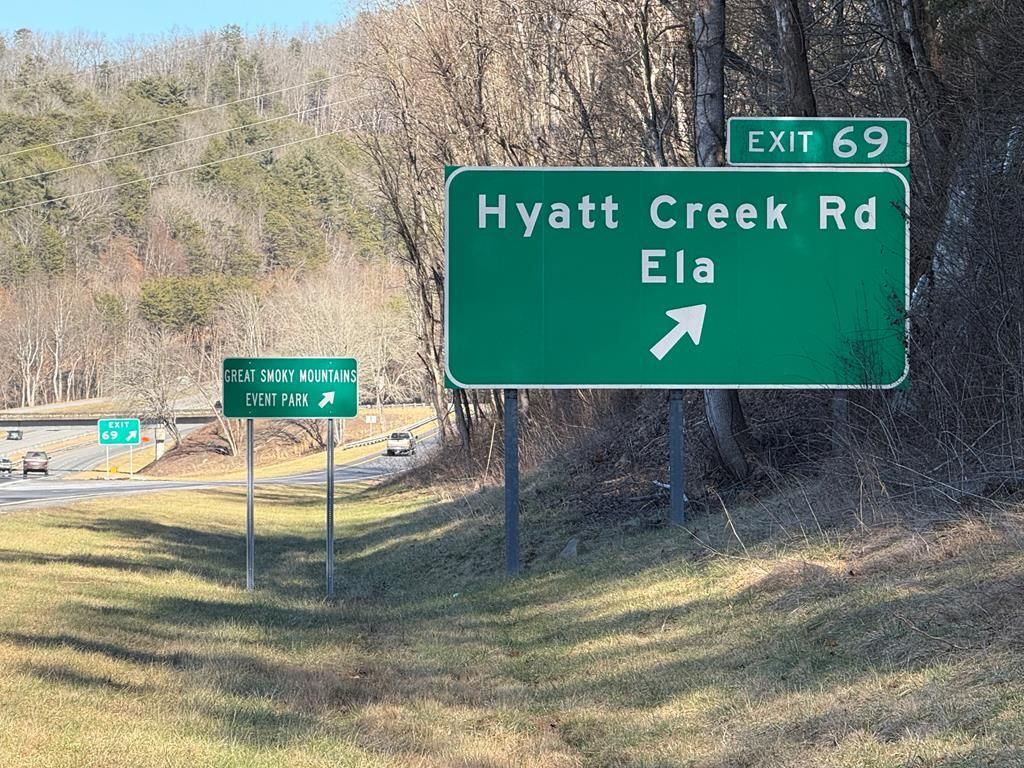 EXIT 69
Hyatt Creek Rd
Ela
GREAT SMOKY MOUNTAINS
EVENT PARK
EXIT
69